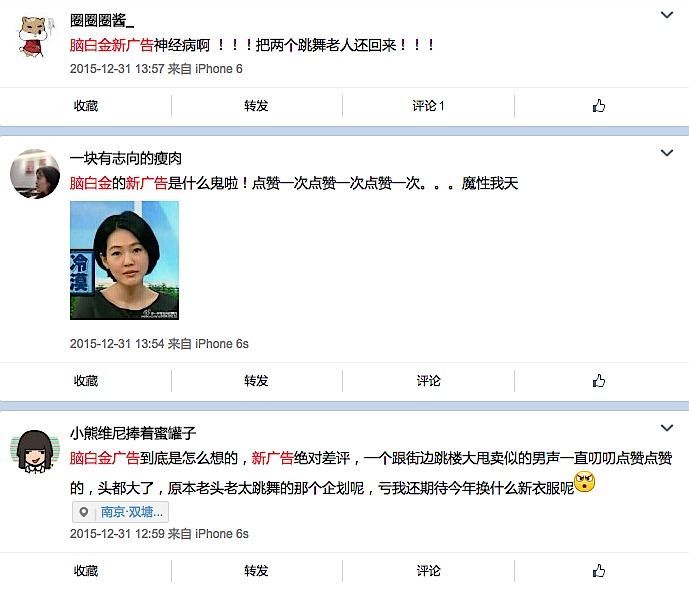 圈圈圈酱_
脑白金新广告神经病啊 ！！！把两个跳舞老人还回来！！！
2015-12-31 13:57 来自 iPhone 6
收藏 转发 评论 1
一块有志向的瘦肉
脑白金的新广告是什么鬼啦！点赞一次点赞一次点赞一次。。。魔性我天
冷漠
2015-12-31 13:54 来自 iPhone 6s
收藏 转发 评论
小熊维尼捧着蜜罐子
脑白金广告到底是怎么想的，新广告绝对差评，一个跟街边跳楼大甩卖似的男声一直叨叨点赞点赞
的，头都大了，原本老头老太跳舞的那个企划呢，亏我还期待今年换什么新衣服呢
南京·双塘...
2015-12-31 12:59 来自 iPhone 6s
收藏 转发 评论